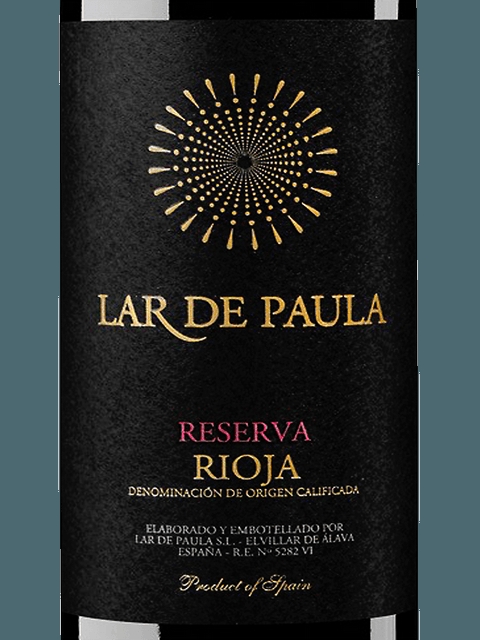 LAR DE PAULA
RESERVA
RIOJA
DENOMINACIÓN DE ORIGEN CALIFICADA
ELABORADO Y EMBOTELLADO POR
LAR DE PAULA S.L. - ELVILLAR DE ÁLAVA
ESPAÑA - R.E. Nº 5282 VI
Product of Spain